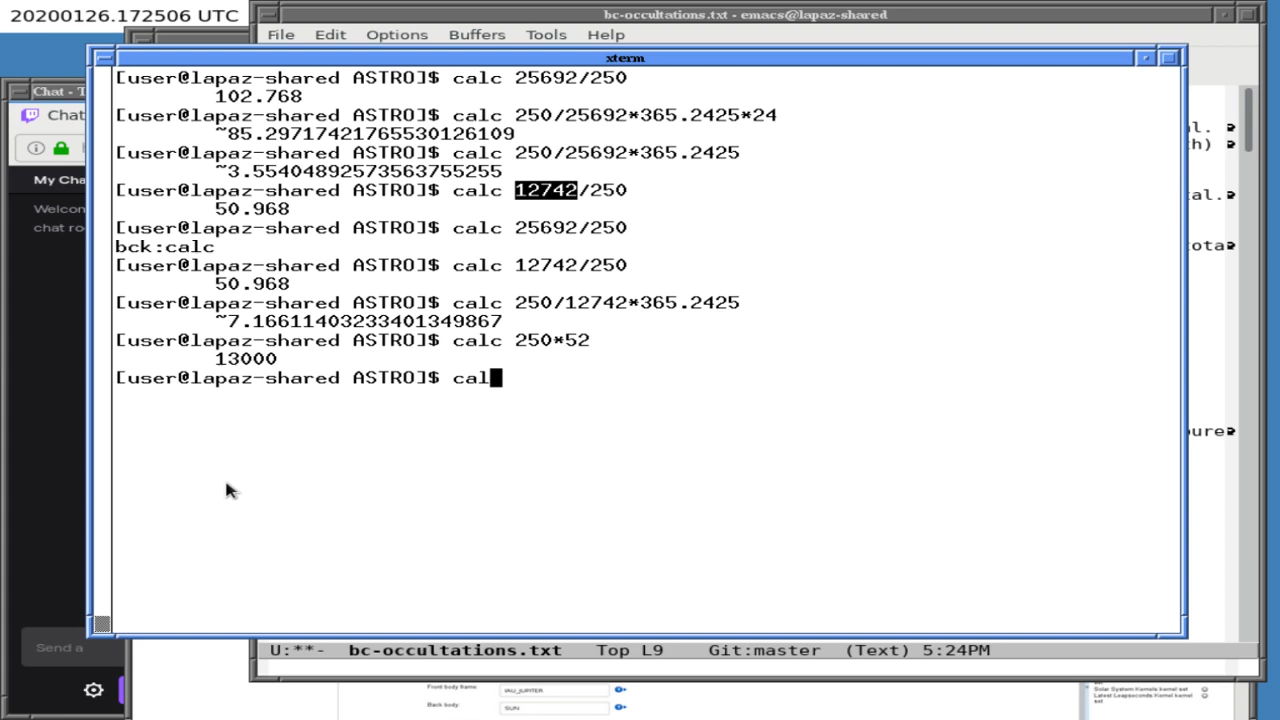 20200126.172506 UTC
bc-occultations.txt - emacs@lapaz-shared
File Edit Options Buffers Tools Help
xterm
[user@lapaz-shared ASTRO]$ calc 25692/250
102.768
[user@lapaz-shared ASTRO]$ calc 250/25692*365.2425*24
~85.29717421765530126109
[user@lapaz-shared ASTRO]$ calc 250/25692*365.2425
~3.55404892573563755255
[user@lapaz-shared ASTRO]$ calc 12742/250
50.968
[user@lapaz-shared ASTRO]$ calc 25692/250
bck:calc
[user@lapaz-shared ASTRO]$ calc 12742/250
50.968
[user@lapaz-shared ASTRO]$ calc 250/12742*365.2425
~7.16611403233401349867
[user@lapaz-shared ASTRO]$ calc 250*52
13000
[user@lapaz-shared ASTRO]$ cal
Chat - T
Chat
My Cha
Welcon
chat ro
Send a
al.
h)
tal.
tota
oure
U:**- bc-occultations.txt Top L9 Git:master (Text) 5:24PM
Front body frame: IAU_JUPITER
Back body: SUN
Solar System Kernels kernel set
Latest Leapseconds Kernel kernel set